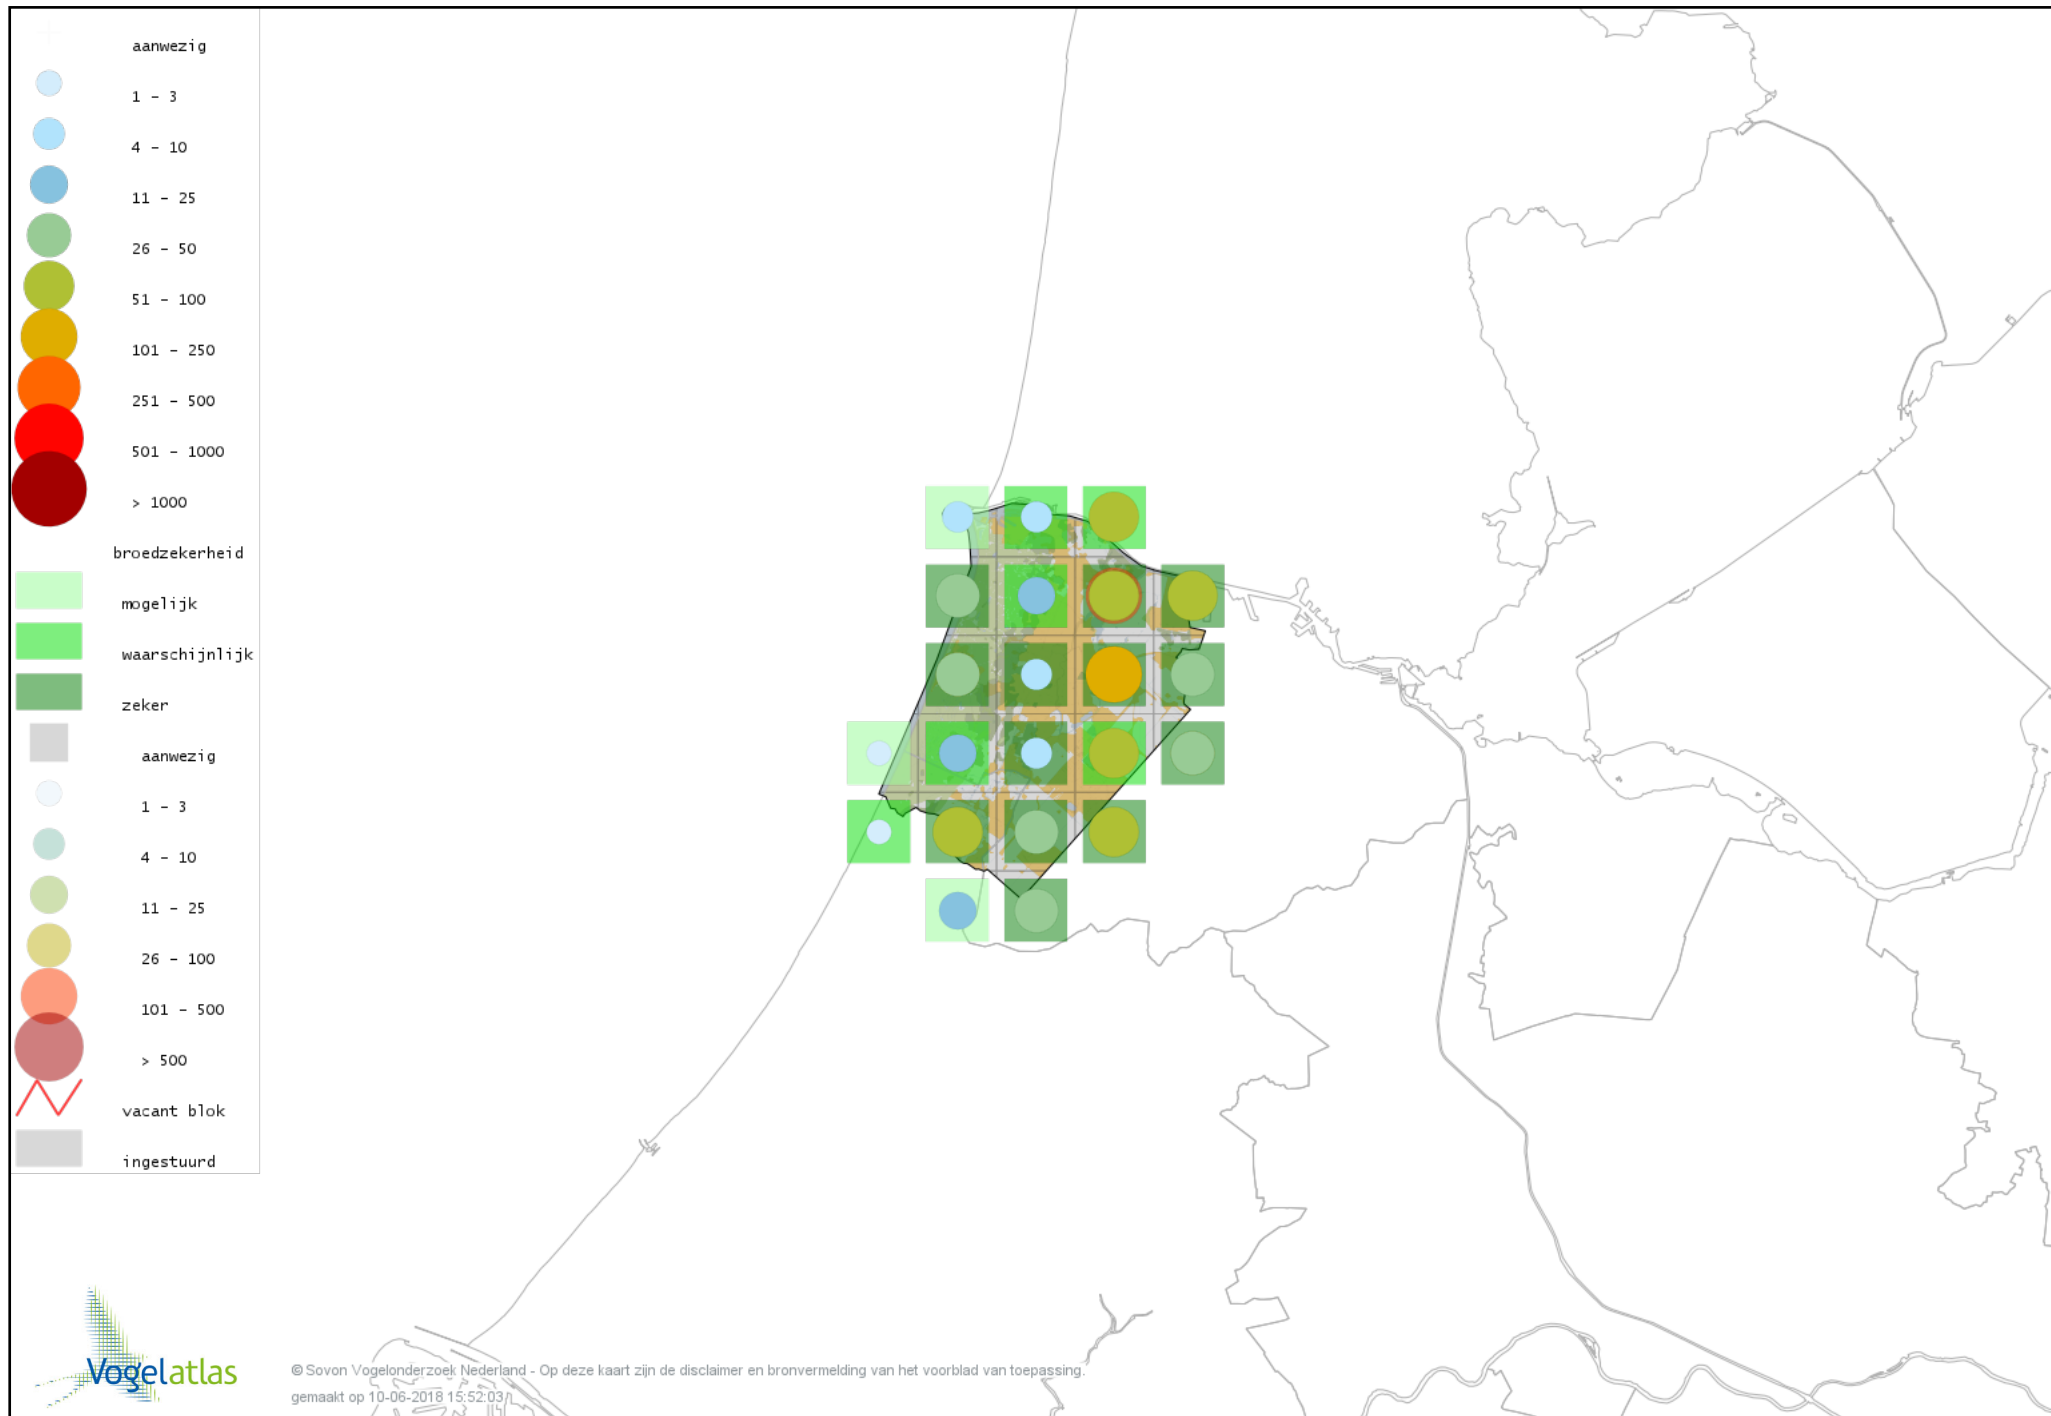 aanwezig
1 - 3
4 - 10
11 - 25
26 - 50
51 - 100
101 - 250
251 - 500
501 - 1000
> 1000
broedzekerheid
mogelijk
waarschijnlijk
zeker
aanwezig
1 - 3
4 - 10
11 - 25
26 - 100
101 - 500
> 500
vacant blok
ingestuurd
Vogelatlas
© Sovon Vogelonderzoek Nederland - Op deze kaart zijn de disclaimer en bronvermelding van het voorblad van toepassing.
gemaakt op 10-06-2018 15:52:03